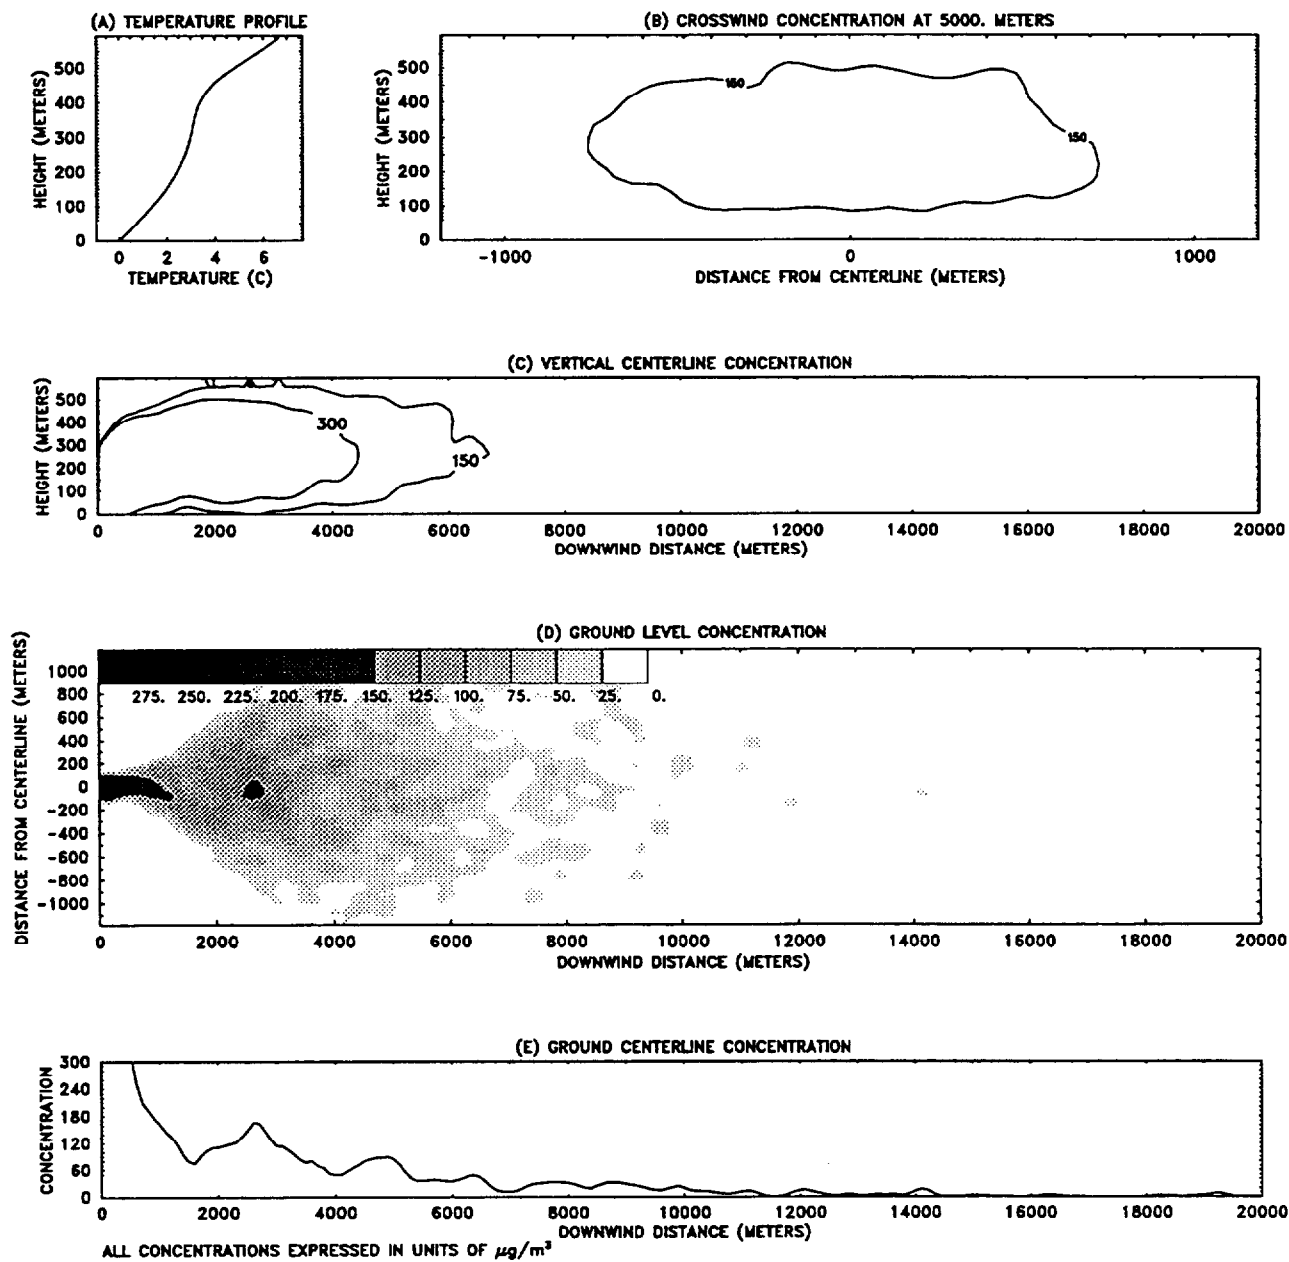 (A) TEMPERATURE PROFILE
HEIGHT (METERS)
500
400
300
200
100
0
0 2 4 6
TEMPERATURE (C)
(B) CROSSWIND CONCENTRATION AT 5000. METERS
HEIGHT (METERS)
500
400
300
200
100
0
150
150
-1000 0 1000
DISTANCE FROM CENTERLINE (METERS)
(C) VERTICAL CENTERLINE CONCENTRATION
HEIGHT (METERS)
500
400
300
200
100
0
300
150
0 2000 4000 6000 8000 10000 12000 14000 16000 18000 20000
DOWNWIND DISTANCE (METERS)
(D) GROUND LEVEL CONCENTRATION
DISTANCE FROM CENTERLINE (METERS)
1000
800
600
400
200
0
-200
-400
-600
-800
-1000
275. 250. 225. 200. 175. 150. 125. 100. 75. 50. 25. 0.
0 2000 4000 6000 8000 10000 12000 14000 16000 18000 20000
DOWNWIND DISTANCE (METERS)
(E) GROUND CENTERLINE CONCENTRATION
CONCENTRATION
300
240
180
120
60
0
0 2000 4000 6000 8000 10000 12000 14000 16000 18000 20000
DOWNWIND DISTANCE (METERS)
ALL CONCENTRATIONS EXPRESSED IN UNITS OF μg/m³